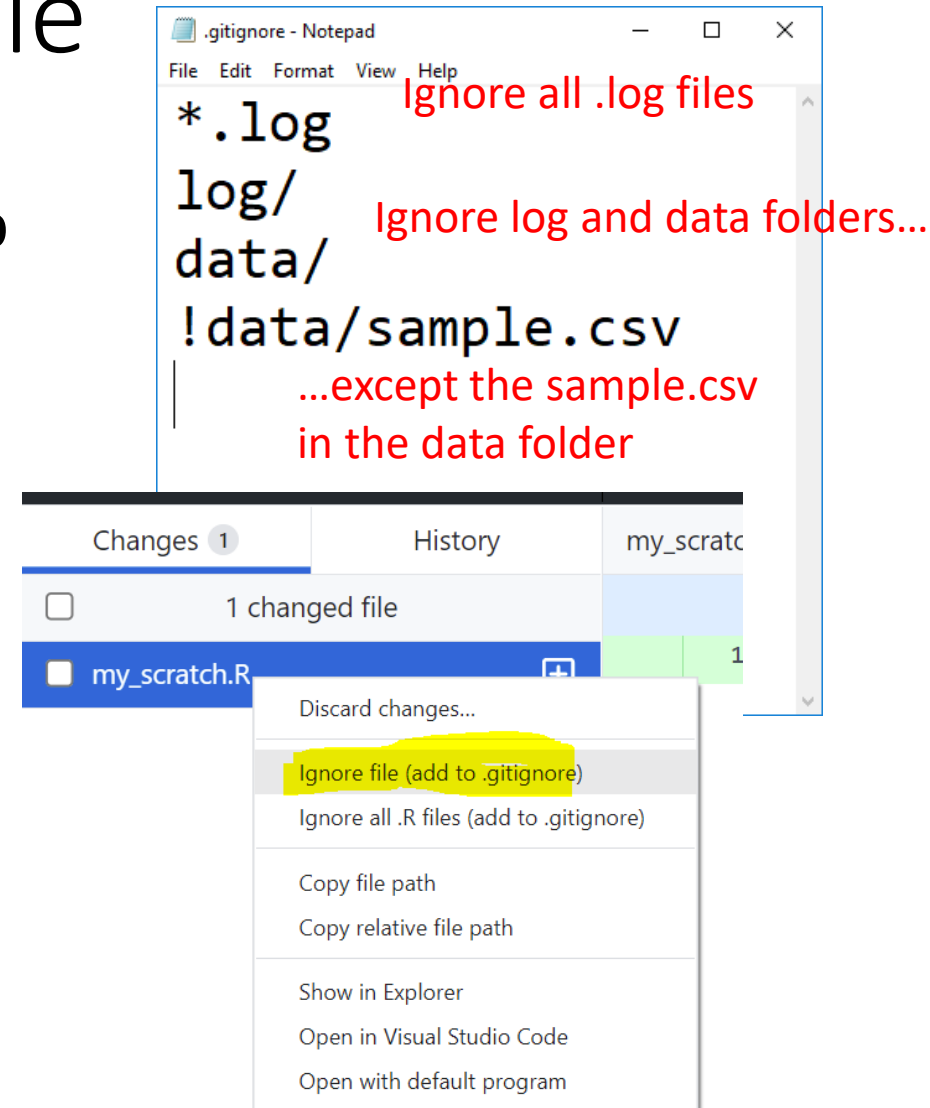 le
.gitignore - Notepad
File Edit Format View Help
Ignore all .log files
*.log
log/
Ignore log and data folders...
data/
!data/sample.csv
...except the sample.csv
in the data folder
Changes 1 History my_scratc
1 changed file
1
my_scratch.R
Discard changes...
Ignore file (add to .gitignore)
Ignore all .R files (add to .gitignore)
Copy file path
Copy relative file path
Show in Explorer
Open in Visual Studio Code
Open with default program